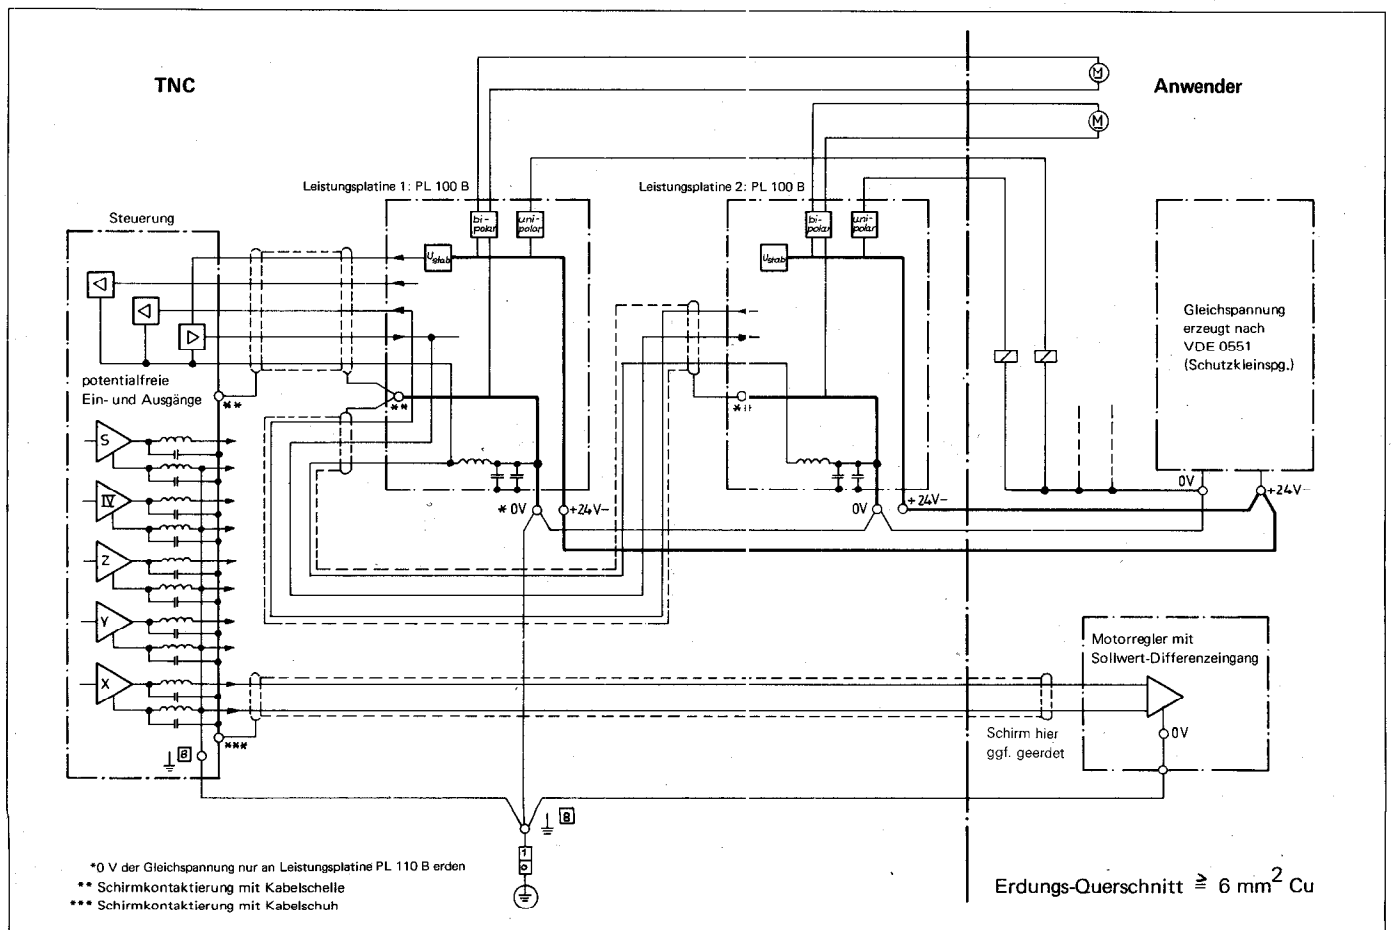 TNC
Anwender
M
M
Leistungsplatine 1: PL 100 B
Leistungsplatine 2: PL 100 B
Steuerung
bi-
polar
uni-
polar
bi-
polar
uni-
polar
Ustab
Ustab
Gleichspannung
erzeugt nach
VDE 0551
(Schutzkleinspg.)
potentialfreie
Ein- und Ausgänge
**
**
S
IV
Z
Y
X
* 0V
+24V–
0V
+24V–
0V
+24V–
Motorregler mit
Sollwert-Differenzeingang
0V
Schirm hier
ggf. geerdet
***
B
B
1
0
*0 V der Gleichspannung nur an Leistungsplatine PL 110 B erden
** Schirmkontaktierung mit Kabelschelle
*** Schirmkontaktierung mit Kabelschuh
Erdungs-Querschnitt ≧ 6 mm² Cu